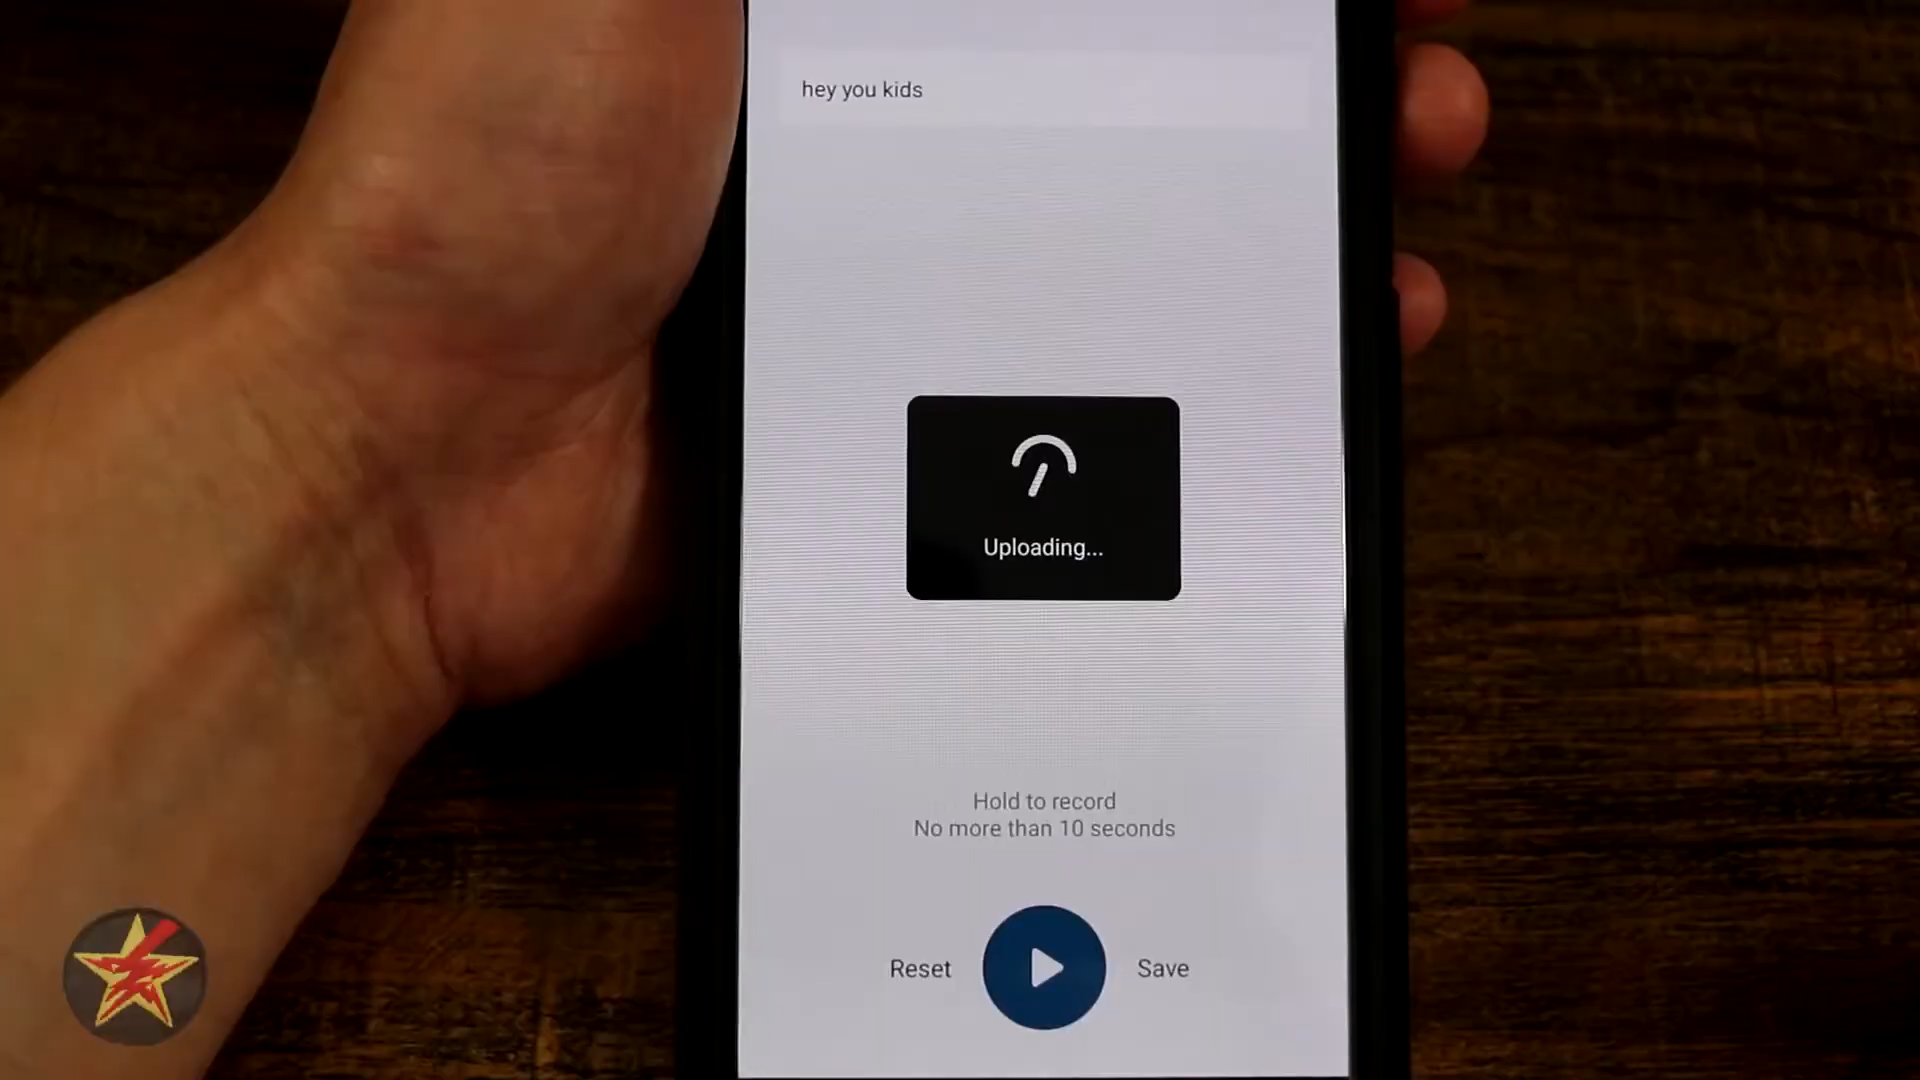 hey you kids
Uploading...
Hold to record
No more than 10 seconds
Reset
Save